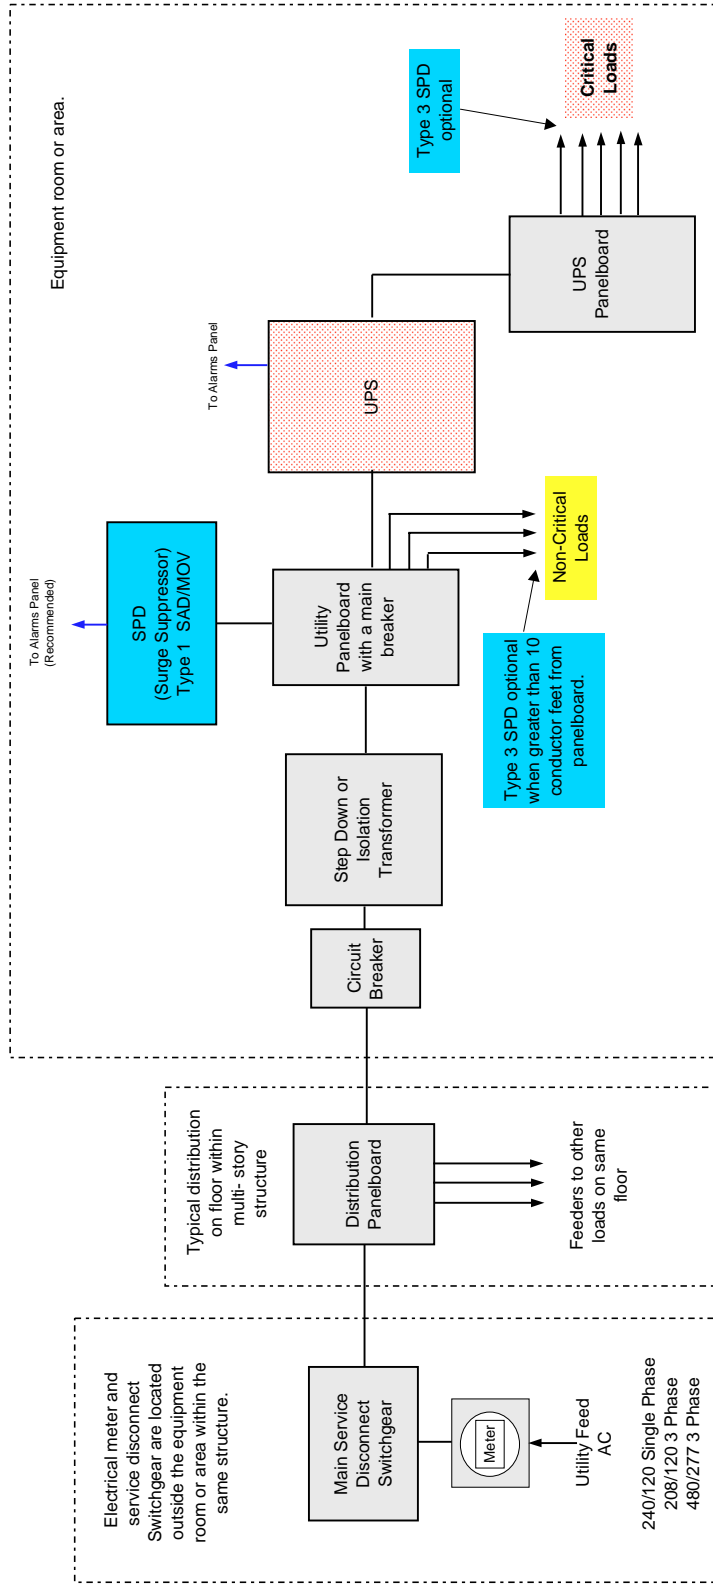 Electrical meter and
service disconnect
Switchgear are located
outside the equipment
room or area within the
same structure.
Main Service
Disconnect
Switchgear
Meter
Utility Feed
AC
240/120 Single Phase
208/120 3 Phase
480/277 3 Phase
Typical distribution
on floor within
multi- story
structure
Distribution
Panelboard
Feeders to other
loads on same
floor
Equipment room or area.
Circuit
Breaker
Step Down or
Isolation
Transformer
To Alarms Panel
(Recommended)
SPD
(Surge Suppressor)
Type 1 SAD/MOV
Utility
Panelboard
with a main
breaker
Type 3 SPD optional
when greater than 10
conductor feet from
panelboard.
Non-Critical
Loads
To Alarms Panel
UPS
UPS
Panelboard
Type 3 SPD
optional
Critical
Loads